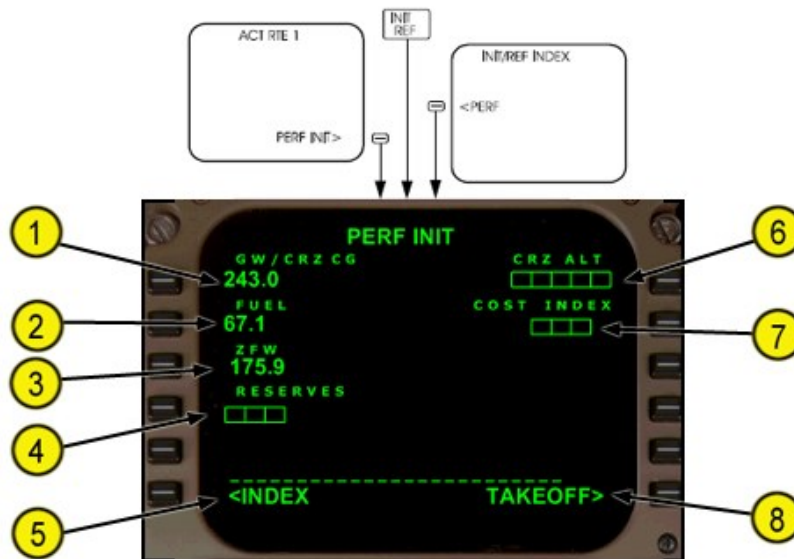 ACT RTE 1
PERF INIT>
INIT
REF
INIT/REF INDEX
<PERF
PERF INIT
GW/CRZ CG
243.0
CRZ ALT
FUEL
67.1
COST INDEX
ZFW
175.9
RESERVES
<INDEX
TAKEOFF>
1
2
3
4
5
6
7
8